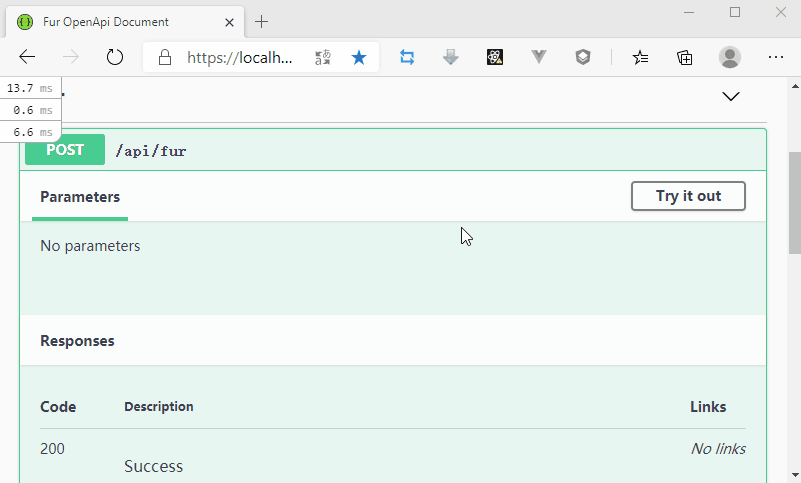 Fur OpenApi Document
https://localh...
13.7 ms
0.6 ms
6.6 ms
POST /api/fur
Parameters
Try it out
No parameters
Responses
Code Description Links
200 Success No links